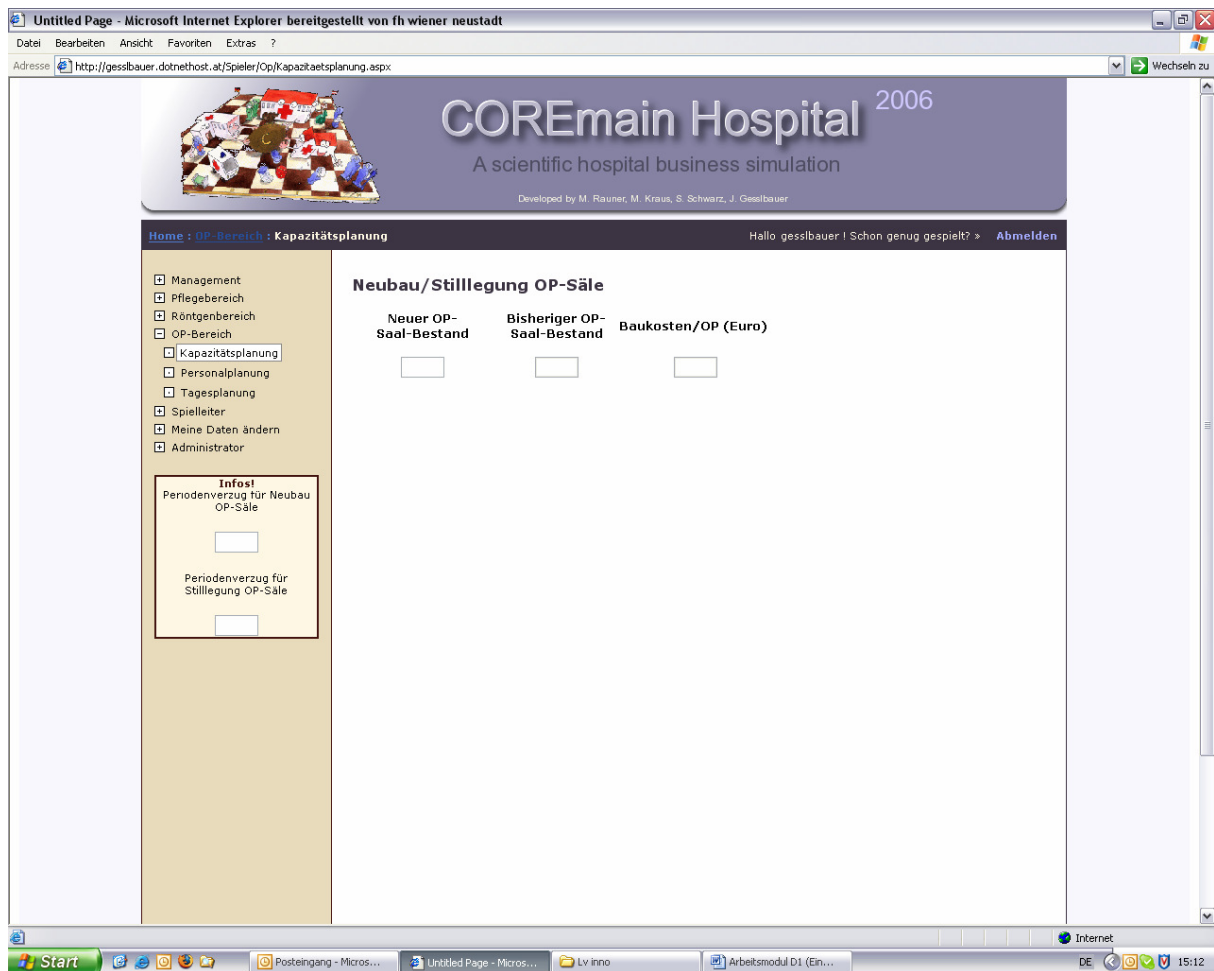 Untitled Page - Microsoft Internet Explorer bereitgestellt von fh wiener neustadt
Datei Bearbeiten Ansicht Favoriten Extras ?
Adresse http://gesslbauer.dotnethost.at/Spieler/Op/Kapazitaetsplanung.aspx Wechseln zu
COREmain Hospital 2006
A scientific hospital business simulation
Developed by M. Rauner, M. Kraus, S. Schwarz, J. Gesslbauer
Home : OP-Bereich : Kapazitätsplanung Hallo gesslbauer ! Schon genug gespielt? » Abmelden
Management
Pflegebereich
Röntgenbereich
OP-Bereich
Kapazitätsplanung
Personalplanung
Tagesplanung
Spielleiter
Meine Daten ändern
Administrator
Infos!
Periodenverzug für Neubau
OP-Säle
Periodenverzug für
Stilllegung OP-Säle
Neubau/Stilllegung OP-Säle
Neuer OP-
Saal-Bestand
Bisheriger OP-
Saal-Bestand
Baukosten/OP (Euro)
Internet
Start Posteingang - Micros... Untitled Page - Micros... Lv inno Arbeitsmodul D1 (Ein... DE 15:12